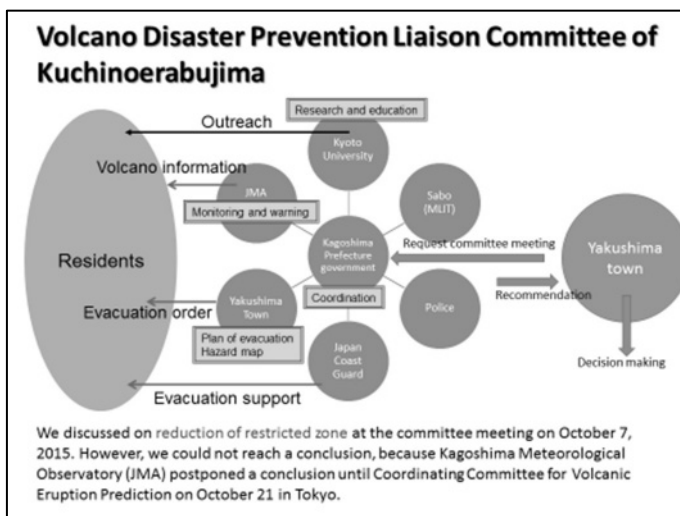 Volcano Disaster Prevention Liaison Committee of
Kuchinoerabujima
Research and education
Outreach
Kyoto
University
Volcano information
JMA
Monitoring and warning
Sabo
(MLIT)
Kagoshima
Prefecture
government
Request committee meeting
Yakushima
town
Residents
Coordination
Recommendation
Evacuation order
Yakushima
Town
Police
Plan of evacuation
Hazard map
Japan
Coast
Guard
Decision making
Evacuation support
We discussed on reduction of restricted zone at the committee meeting on October 7,
2015. However, we could not reach a conclusion, because Kagoshima Meteorological
Observatory (JMA) postponed a conclusion until Coordinating Committee for Volcanic
Eruption Prediction on October 21 in Tokyo.